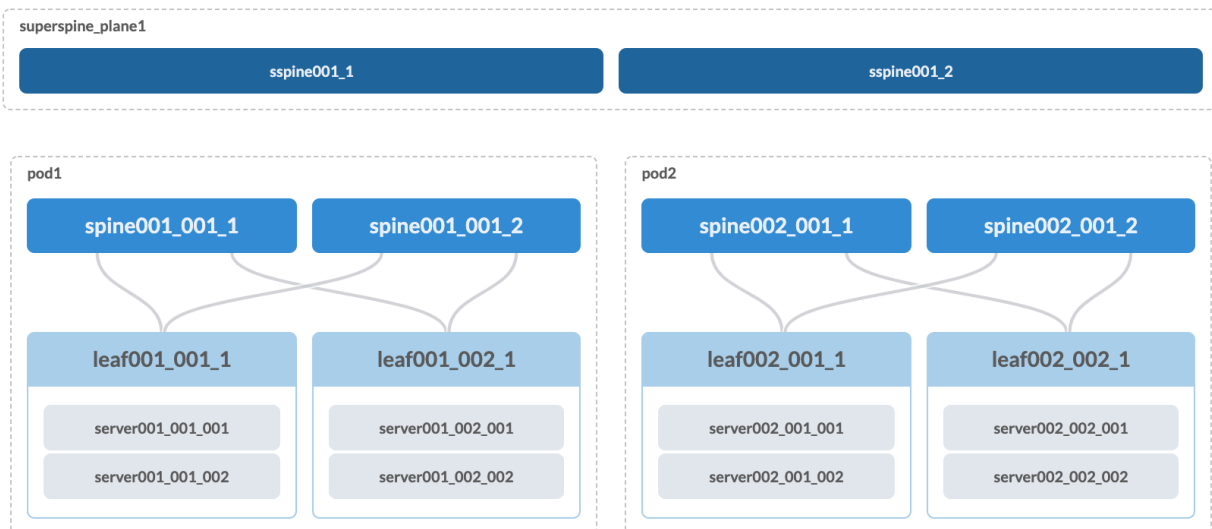 superspine_plane1
sspine001_1 sspine001_2
pod1 pod2
spine001_001_1 spine001_001_2 spine002_001_1 spine002_001_2
leaf001_001_1 leaf001_002_1 leaf002_001_1 leaf002_002_1
server001_001_001 server001_002_001 server002_001_001 server002_002_001
server001_001_002 server001_002_002 server002_001_002 server002_002_002